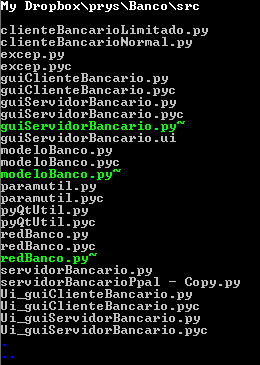 My Dropbox\prys\Banco\src
clienteBancarioLimitado.py
clienteBancarioNormal.py
excep.py
excep.pyc
guiClienteBancario.py
guiClienteBancario.pyc
guiServidorBancario.py
guiServidorBancario.pyc
guiServidorBancario.py~
guiServidorBancario.ui
modeloBanco.py
modeloBanco.pyc
modeloBanco.py~
paramutil.py
paramutil.pyc
pyQtUtil.py
pyQtUtil.pyc
redBanco.py
redBanco.pyc
redBanco.py~
servidorBancario.py
servidorBancarioPpal - Copy.py
Ui_guiClienteBancario.py
Ui_guiClienteBancario.pyc
Ui_guiServidorBancario.py
Ui_guiServidorBancario.pyc
.
..